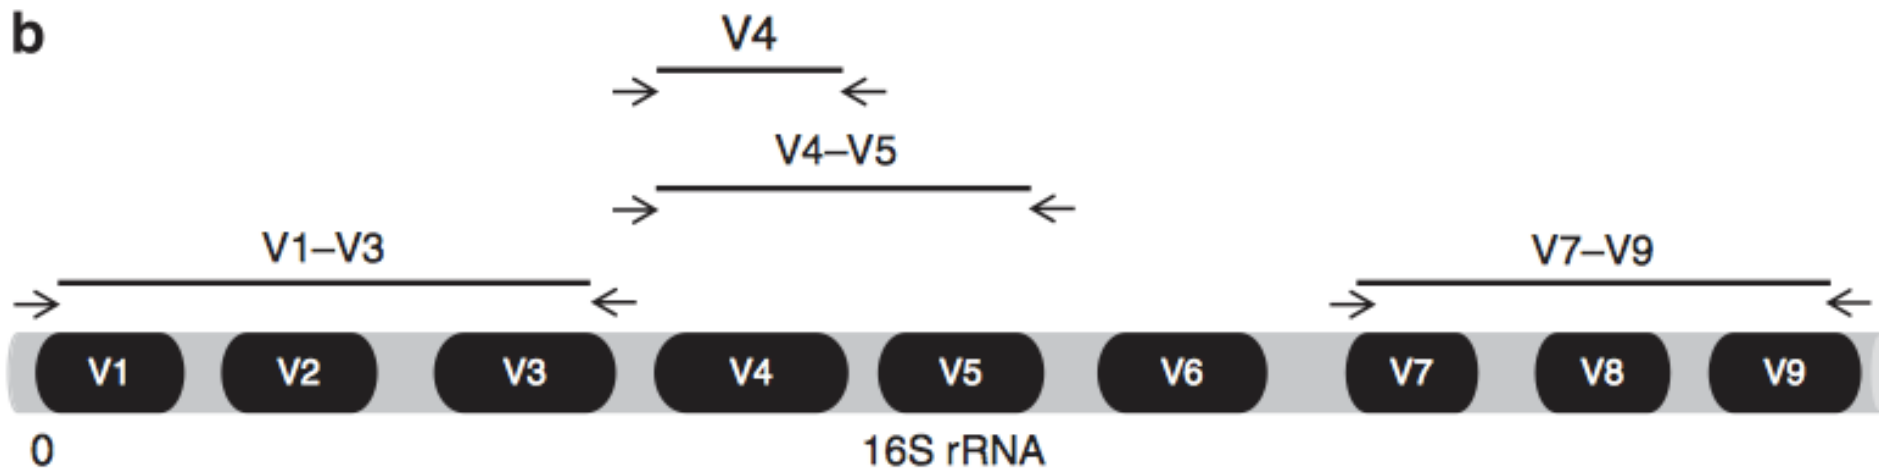 b
V4
V4–V5
V1–V3
V7–V9
V1 V2 V3 V4 V5 V6 V7 V8 V9
0 16S rRNA